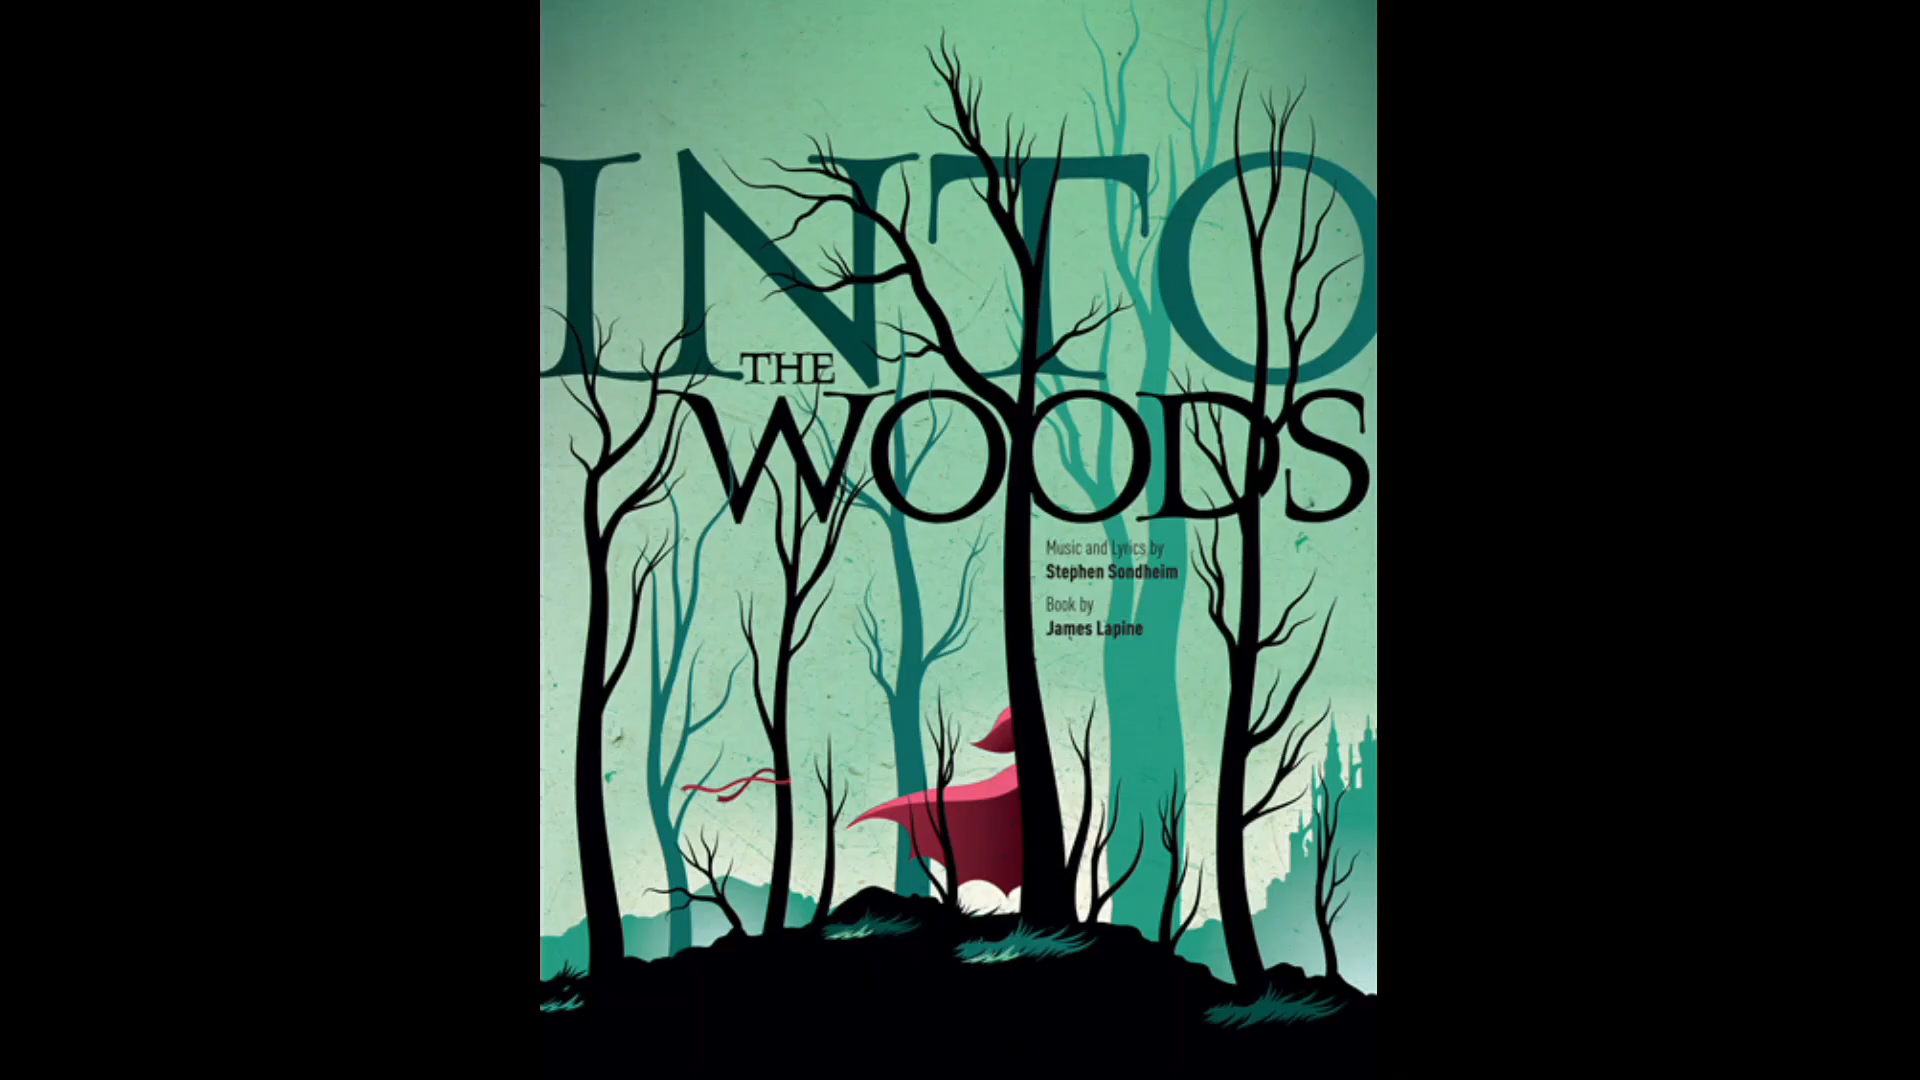 INTO
THE
WOODS
Music and Lyrics by
Stephen Sondheim
Book by
James Lapine